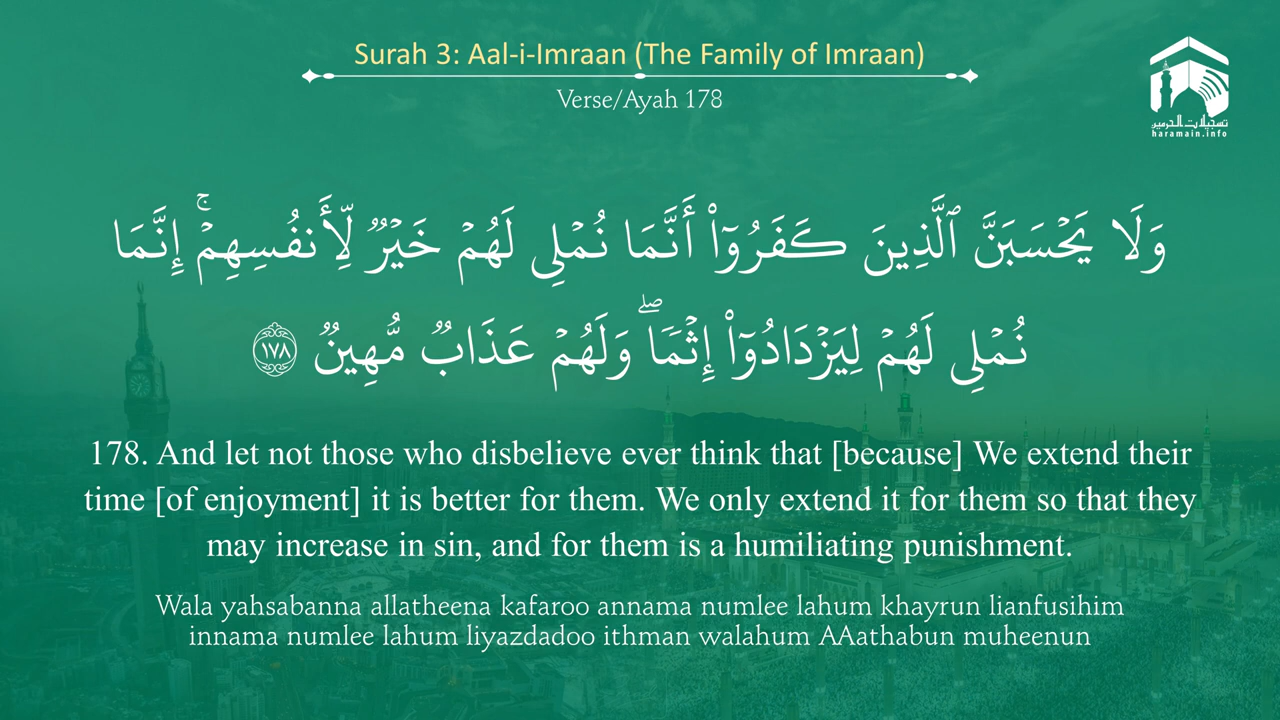 Surah 3: Aal-i-Imraan (The Family of Imraan)
Verse/Ayah 178
تسجيلات الحرمين
haramain.info
وَلَا يَحْسَبَنَّ ٱلَّذِينَ كَفَرُوٓا۟ أَنَّمَا نُمْلِى لَهُمْ خَيْرٌ لِّأَنفُسِهِمْ ۚ إِنَّمَا
نُمْلِى لَهُمْ لِيَزْدَادُوٓا۟ إِثْمًا ۖ وَلَهُمْ عَذَابٌ مُّهِينٌ ١٧٨
178. And let not those who disbelieve ever think that [because] We extend their
time [of enjoyment] it is better for them. We only extend it for them so that they
may increase in sin, and for them is a humiliating punishment.
Wala yahsabanna allatheena kafaroo annama numlee lahum khayrun lianfusihim
innama numlee lahum liyazdadoo ithman walahum AAathabun muheenun